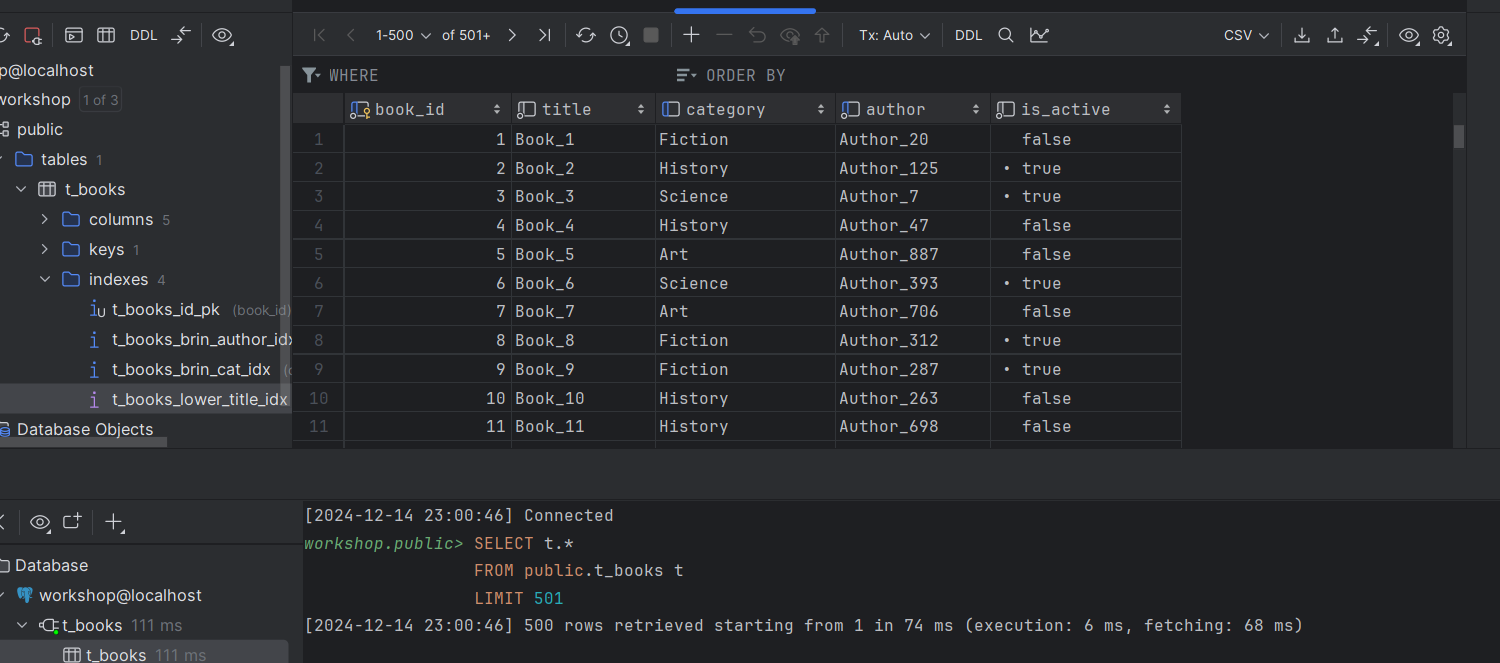 DDL
1-500 of 501+ Tx: Auto DDL CSV
p@localhost
workshop 1 of 3
public
tables 1
t_books
columns 5
keys 1
indexes 4
t_books_id_pk (book_id)
t_books_brin_author_idx
t_books_brin_cat_idx
t_books_lower_title_idx
Database Objects
WHERE ORDER BY
book_id title category author is_active
1 1 Book_1 Fiction Author_20 false
2 2 Book_2 History Author_125 • true
3 3 Book_3 Science Author_7 • true
4 4 Book_4 History Author_47 false
5 5 Book_5 Art Author_887 false
6 6 Book_6 Science Author_393 • true
7 7 Book_7 Art Author_706 false
8 8 Book_8 Fiction Author_312 • true
9 9 Book_9 Fiction Author_287 • true
10 10 Book_10 History Author_263 false
11 11 Book_11 History Author_698 false
Database
workshop@localhost
t_books 111 ms
t_books 111 ms
[2024-12-14 23:00:46] Connected
workshop.public> SELECT t.*
FROM public.t_books t
LIMIT 501
[2024-12-14 23:00:46] 500 rows retrieved starting from 1 in 74 ms (execution: 6 ms, fetching: 68 ms)